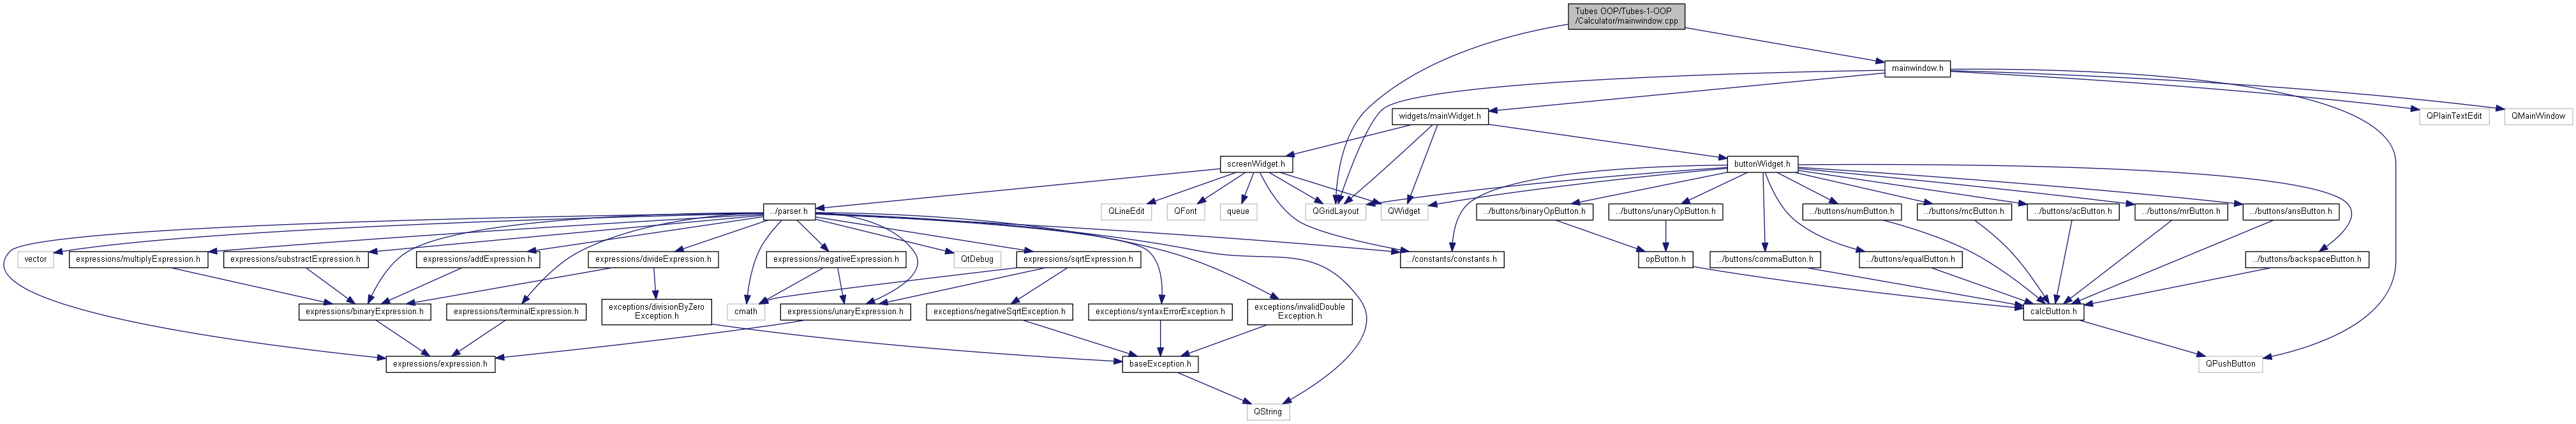 Tubes OOP/Tubes-1-OOP
/Calculator/mainwindow.cpp
mainwindow.h
widgets/mainWidget.h
QPlainTextEdit
QMainWindow
screenWidget.h
buttonWidget.h
../parser.h
QLineEdit
QFont
queue
QGridLayout
QWidget
../buttons/binaryOpButton.h
../buttons/unaryOpButton.h
../buttons/numButton.h
../buttons/mcButton.h
../buttons/acButton.h
../buttons/mrButton.h
../buttons/ansButton.h
vector
expressions/multiplyExpression.h
expressions/substractExpression.h
expressions/addExpression.h
expressions/divideExpression.h
expressions/negativeExpression.h
QtDebug
expressions/sqrtExpression.h
../constants/constants.h
opButton.h
../buttons/commaButton.h
../buttons/equalButton.h
../buttons/backspaceButton.h
expressions/binaryExpression.h
expressions/terminalExpression.h
exceptions/divisionByZero
Exception.h
cmath
expressions/unaryExpression.h
exceptions/negativeSqrtException.h
exceptions/syntaxErrorException.h
exceptions/invalidDouble
Exception.h
calcButton.h
expressions/expression.h
baseException.h
QPushButton
QString